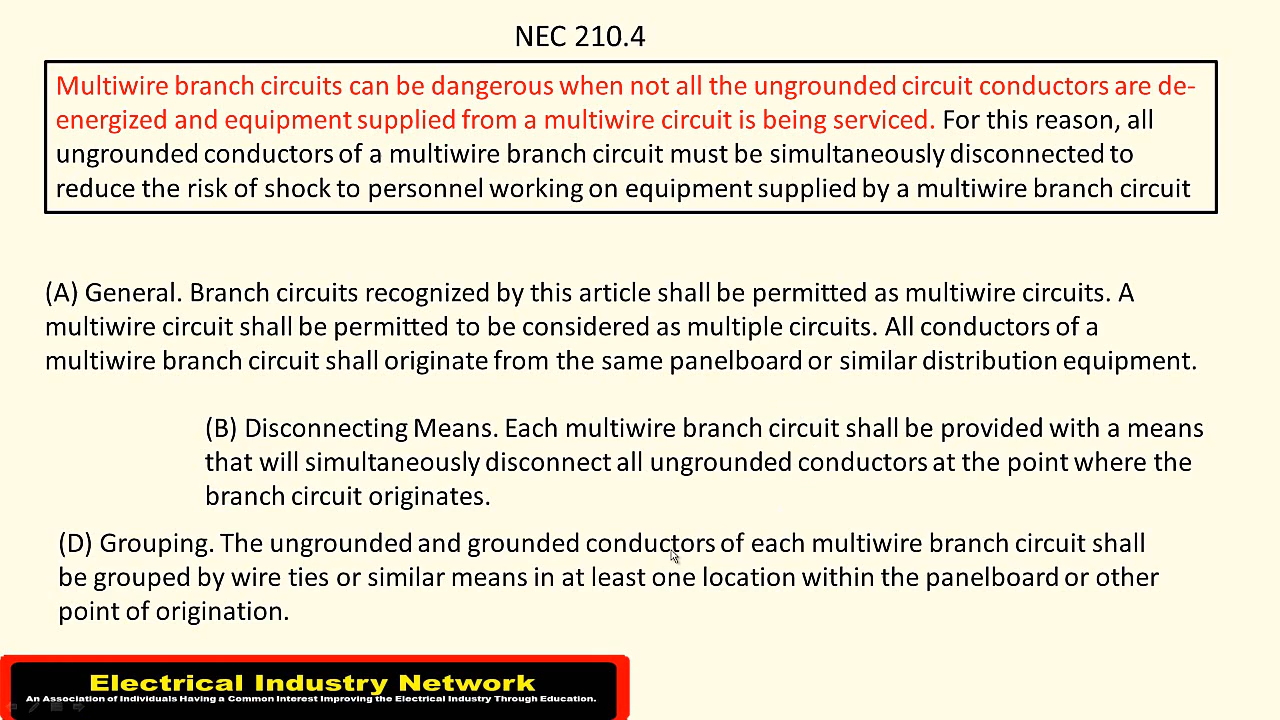 NEC 210.4
Multiwire branch circuits can be dangerous when not all the ungrounded circuit conductors are de-
energized and equipment supplied from a multiwire circuit is being serviced. For this reason, all
ungrounded conductors of a multiwire branch circuit must be simultaneously disconnected to
reduce the risk of shock to personnel working on equipment supplied by a multiwire branch circuit
(A) General. Branch circuits recognized by this article shall be permitted as multiwire circuits. A
multiwire circuit shall be permitted to be considered as multiple circuits. All conductors of a
multiwire branch circuit shall originate from the same panelboard or similar distribution equipment.
(B) Disconnecting Means. Each multiwire branch circuit shall be provided with a means
that will simultaneously disconnect all ungrounded conductors at the point where the
branch circuit originates.
(D) Grouping. The ungrounded and grounded conductors of each multiwire branch circuit shall
be grouped by wire ties or similar means in at least one location within the panelboard or other
point of origination.
Electrical Industry Network
An Association of Individuals Having a Common Interest Improving the Electrical Industry Through Education.